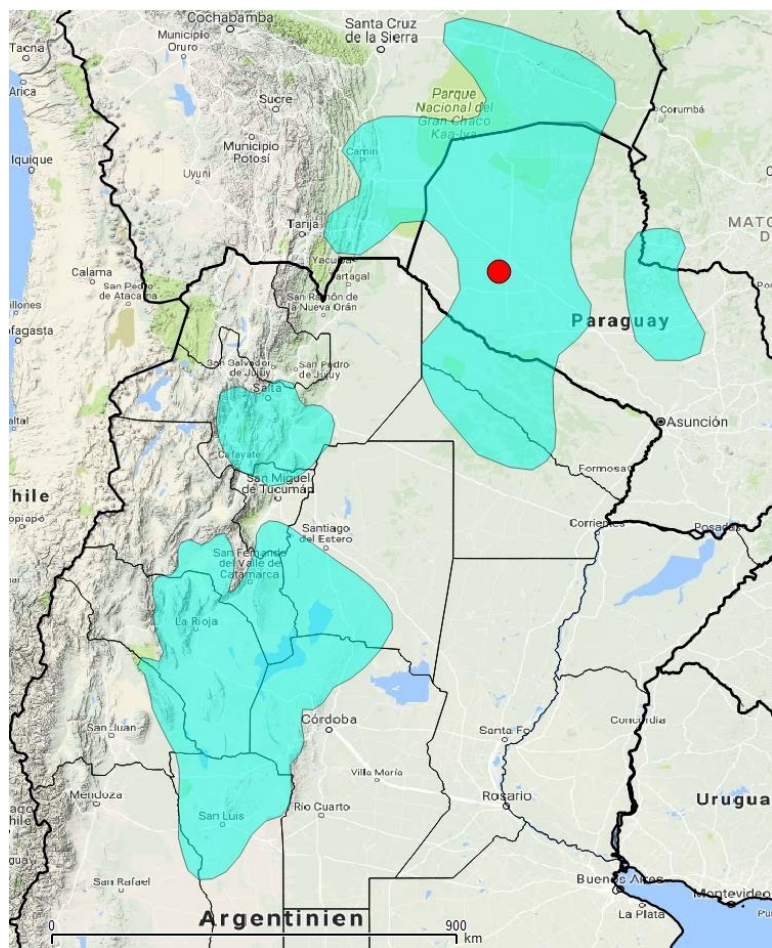 Cochabamba
Tacna
Municipio
Oruro
Santa Cruz
de la Sierra
Arica
Sucre
Parque
Nacional del
Gran Chaco
Kaa-Iya
Corumbá
Iquique
Municipio
Potosí
Camiri
Uyuni
Tarija
MATO
Yacuiba
Tartagal
Calama
San Pedro
de Atacama
San Ramón de
la Nueva Orán
Paraguay
San Salvador
de Jujuy
San Pedro
de Jujuy
Salta
Asunción
Cafayate
Formosa
San Miguel
de Tucumán
hile
Santiago
del Estero
Corrientes
Posadas
San Fernando
del Valle de
Catamarca
La Rioja
San Juan
Córdoba
Santa Fe
Concordia
Villa María
Mendoza
Río Cuarto
Rosario
San Luis
Urugua
San Rafael
Buenos Aires
Montevideo
La Plata
Argentinien
0
900
km